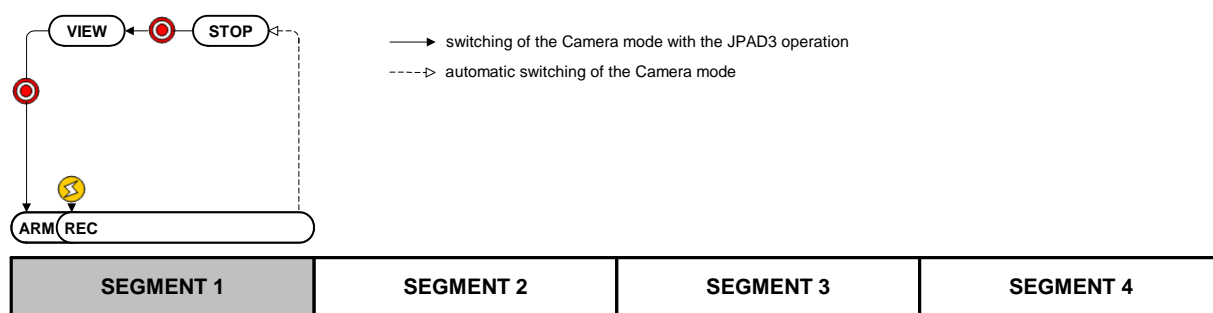 VIEW STOP
switching of the Camera mode with the JPAD3 operation
automatic switching of the Camera mode
ARM REC
SEGMENT 1 SEGMENT 2 SEGMENT 3 SEGMENT 4